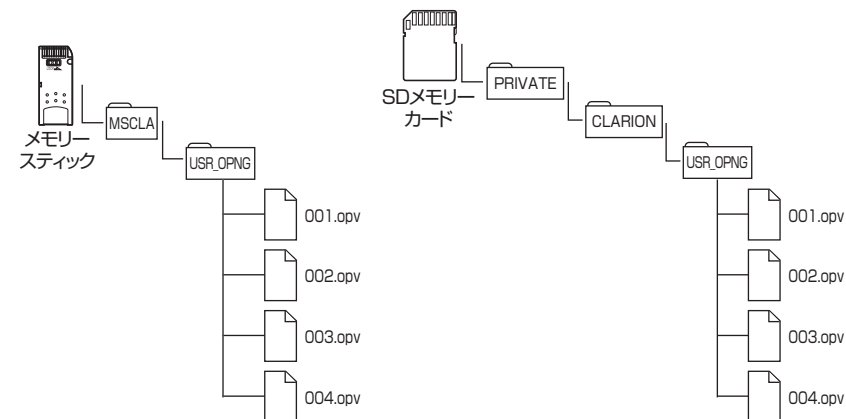 メモリー
スティック
MSCLA
USR_OPNG
001.opv
002.opv
003.opv
004.opv
SDメモリー
カード
PRIVATE
CLARION
USR_OPNG
001.opv
002.opv
003.opv
004.opv